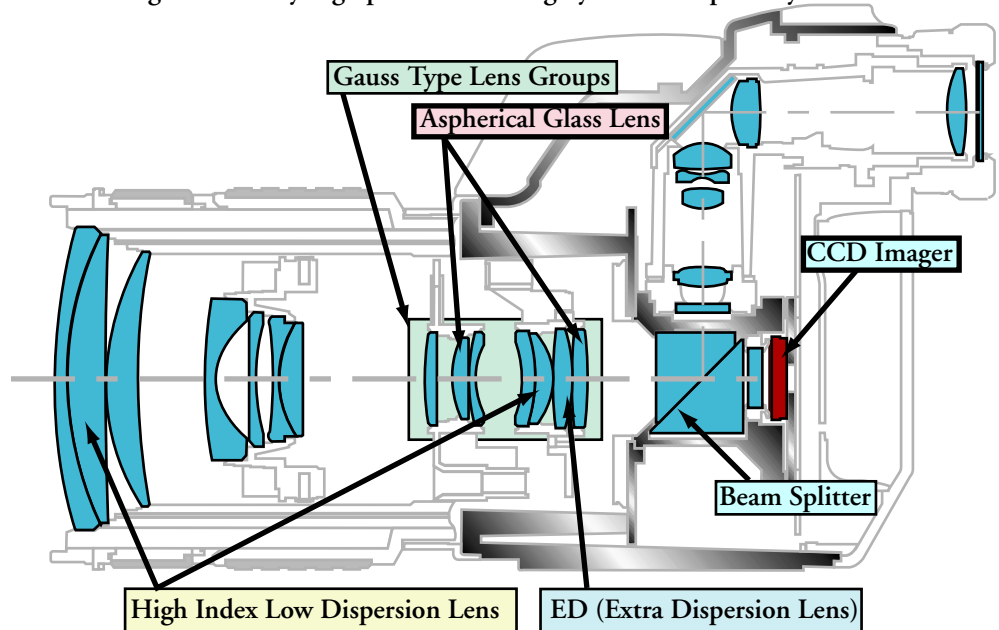 Gauss Type Lens Groups
Aspherical Glass Lens
CCD Imager
Beam Splitter
High Index Low Dispersion Lens
ED (Extra Dispersion Lens)